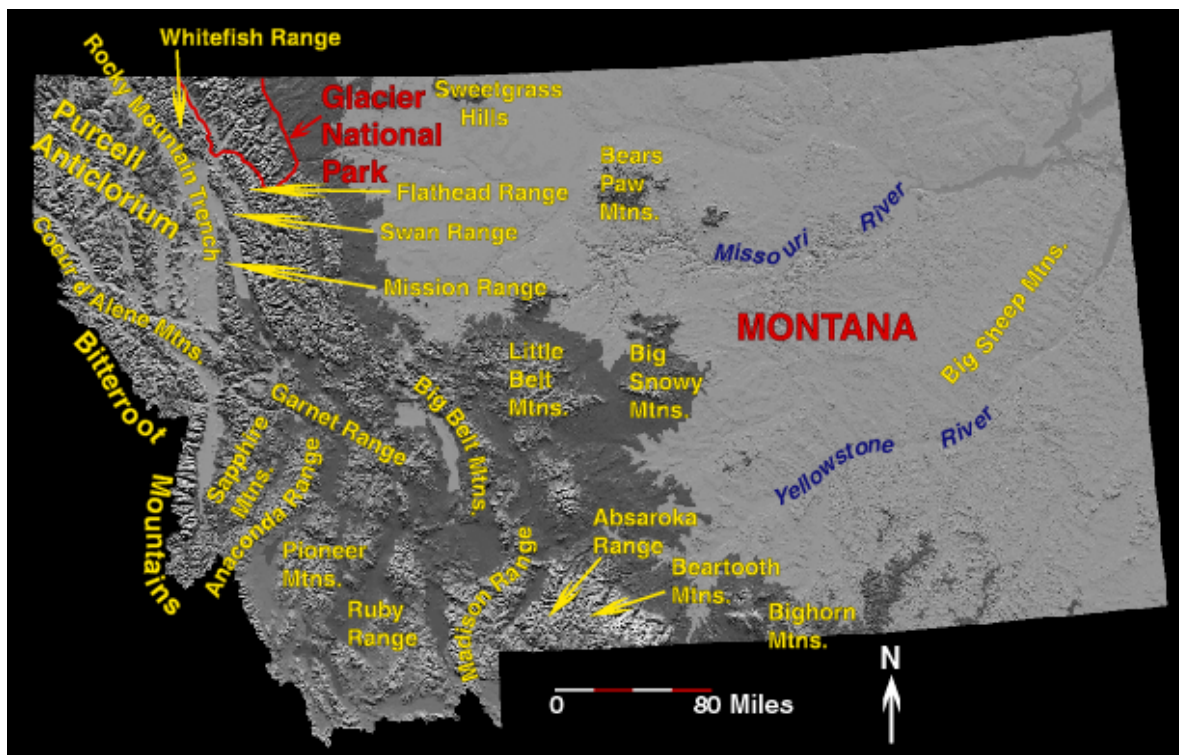 Whitefish Range
Rocky Mountain Trench
Purcell
Anticlorium
Glacier
National
Park
Sweetgrass
Hills
Bears
Paw
Mtns.
Flathead Range
Swan Range
Mission Range
Coeur d'Alene Mtns.
Bitterroot
Mountains
Missouri River
MONTANA
Big Sheep Mtns.
Little
Belt
Mtns.
Big
Snowy
Mtns.
Garnet Range
Big Belt Mtns.
Sapphire
Mtns.
Anaconda Range
Yellowstone River
Pioneer
Mtns.
Ruby
Range
Madison Range
Absaroka
Range
Beartooth
Mtns.
Bighorn
Mtns.
N
0 80 Miles